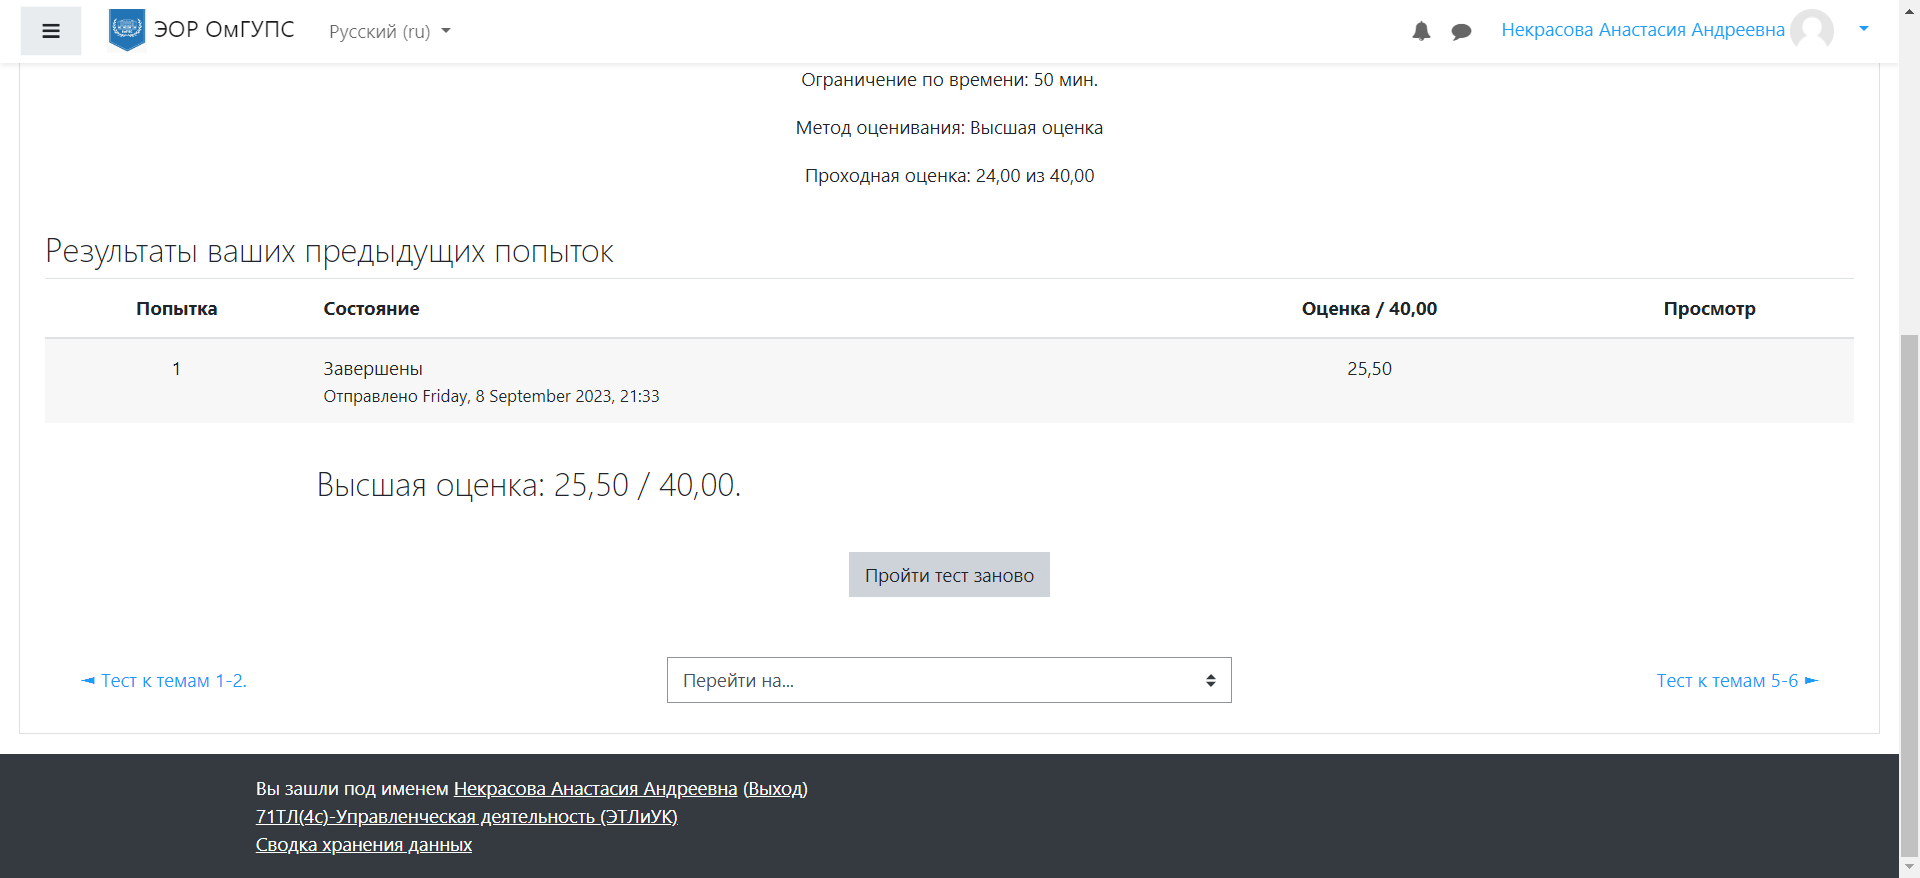 ЭОР ОмГУПС
Русский (ru)
Некрасова Анастасия Андреевна
Ограничение по времени: 50 мин.
Метод оценивания: Высшая оценка
Проходная оценка: 24,00 из 40,00
Результаты ваших предыдущих попыток
Попытка Состояние Оценка / 40,00 Просмотр
1 Завершены 25,50
Отправлено Friday, 8 September 2023, 21:33
Высшая оценка: 25,50 / 40,00.
Пройти тест заново
◄ Тест к темам 1-2. Перейти на... Тест к темам 5-6 ►
Вы зашли под именем Некрасова Анастасия Андреевна (Выход)
71ТЛ(4с)-Управленческая деятельность (ЭТЛиУК)
Сводка хранения данных